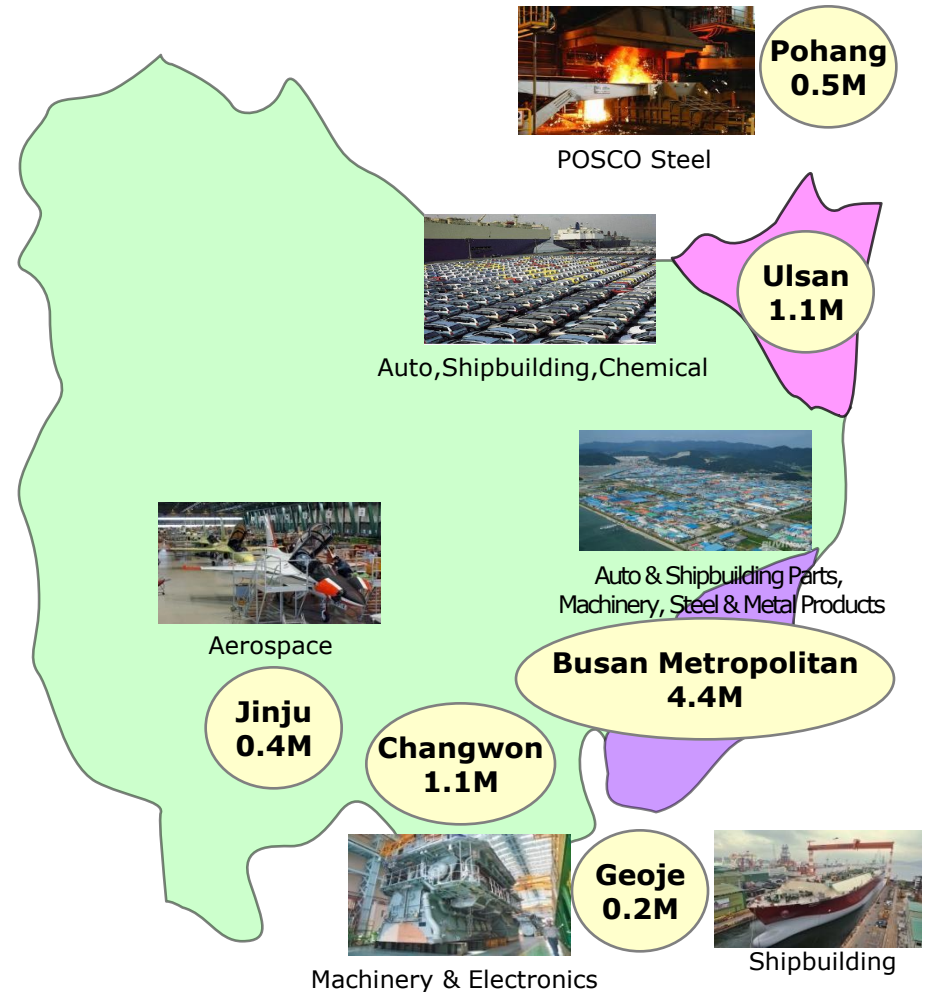 Pohang
0.5M
POSCO Steel
Ulsan
1.1M
Auto,Shipbuilding,Chemical
Auto & Shipbuilding Parts,
Machinery, Steel & Metal Products
Aerospace
Busan Metropolitan
4.4M
Jinju
0.4M
Changwon
1.1M
Geoje
0.2M
Shipbuilding
Machinery & Electronics